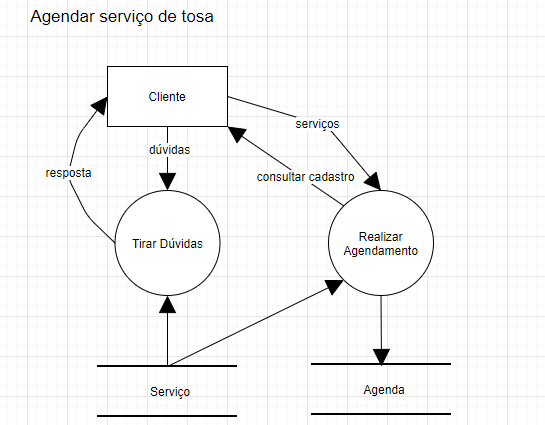 Agendar serviço de tosa
Cliente
serviços
dúvidas
resposta
consultar cadastro
Tirar Dúvidas
Realizar
Agendamento
Serviço
Agenda